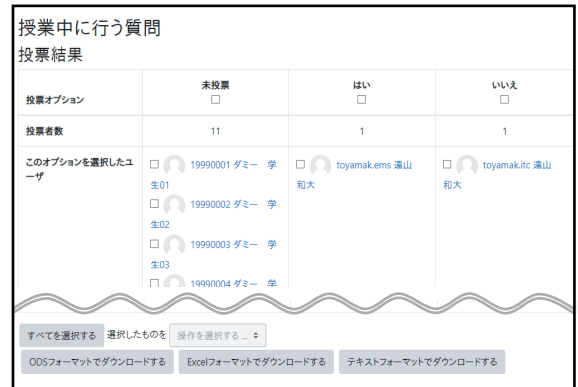 授業中に行う質問
投票結果
投票オプション 未投票 はい いいえ
投票者数 11 1 1
このオプションを選択したユ
ーザ
19990001 ダミー 学
生01
19990002 ダミー 学
生02
19990003 ダミー 学
生03
19990004 ダミー 学
toyamak.ems 遠山
和大
toyamak.itc 遠山
和大
すべてを選択する 選択したものを 操作を選択する ...
ODSフォーマットでダウンロードする Excelフォーマットでダウンロードする テキストフォーマットでダウンロードする